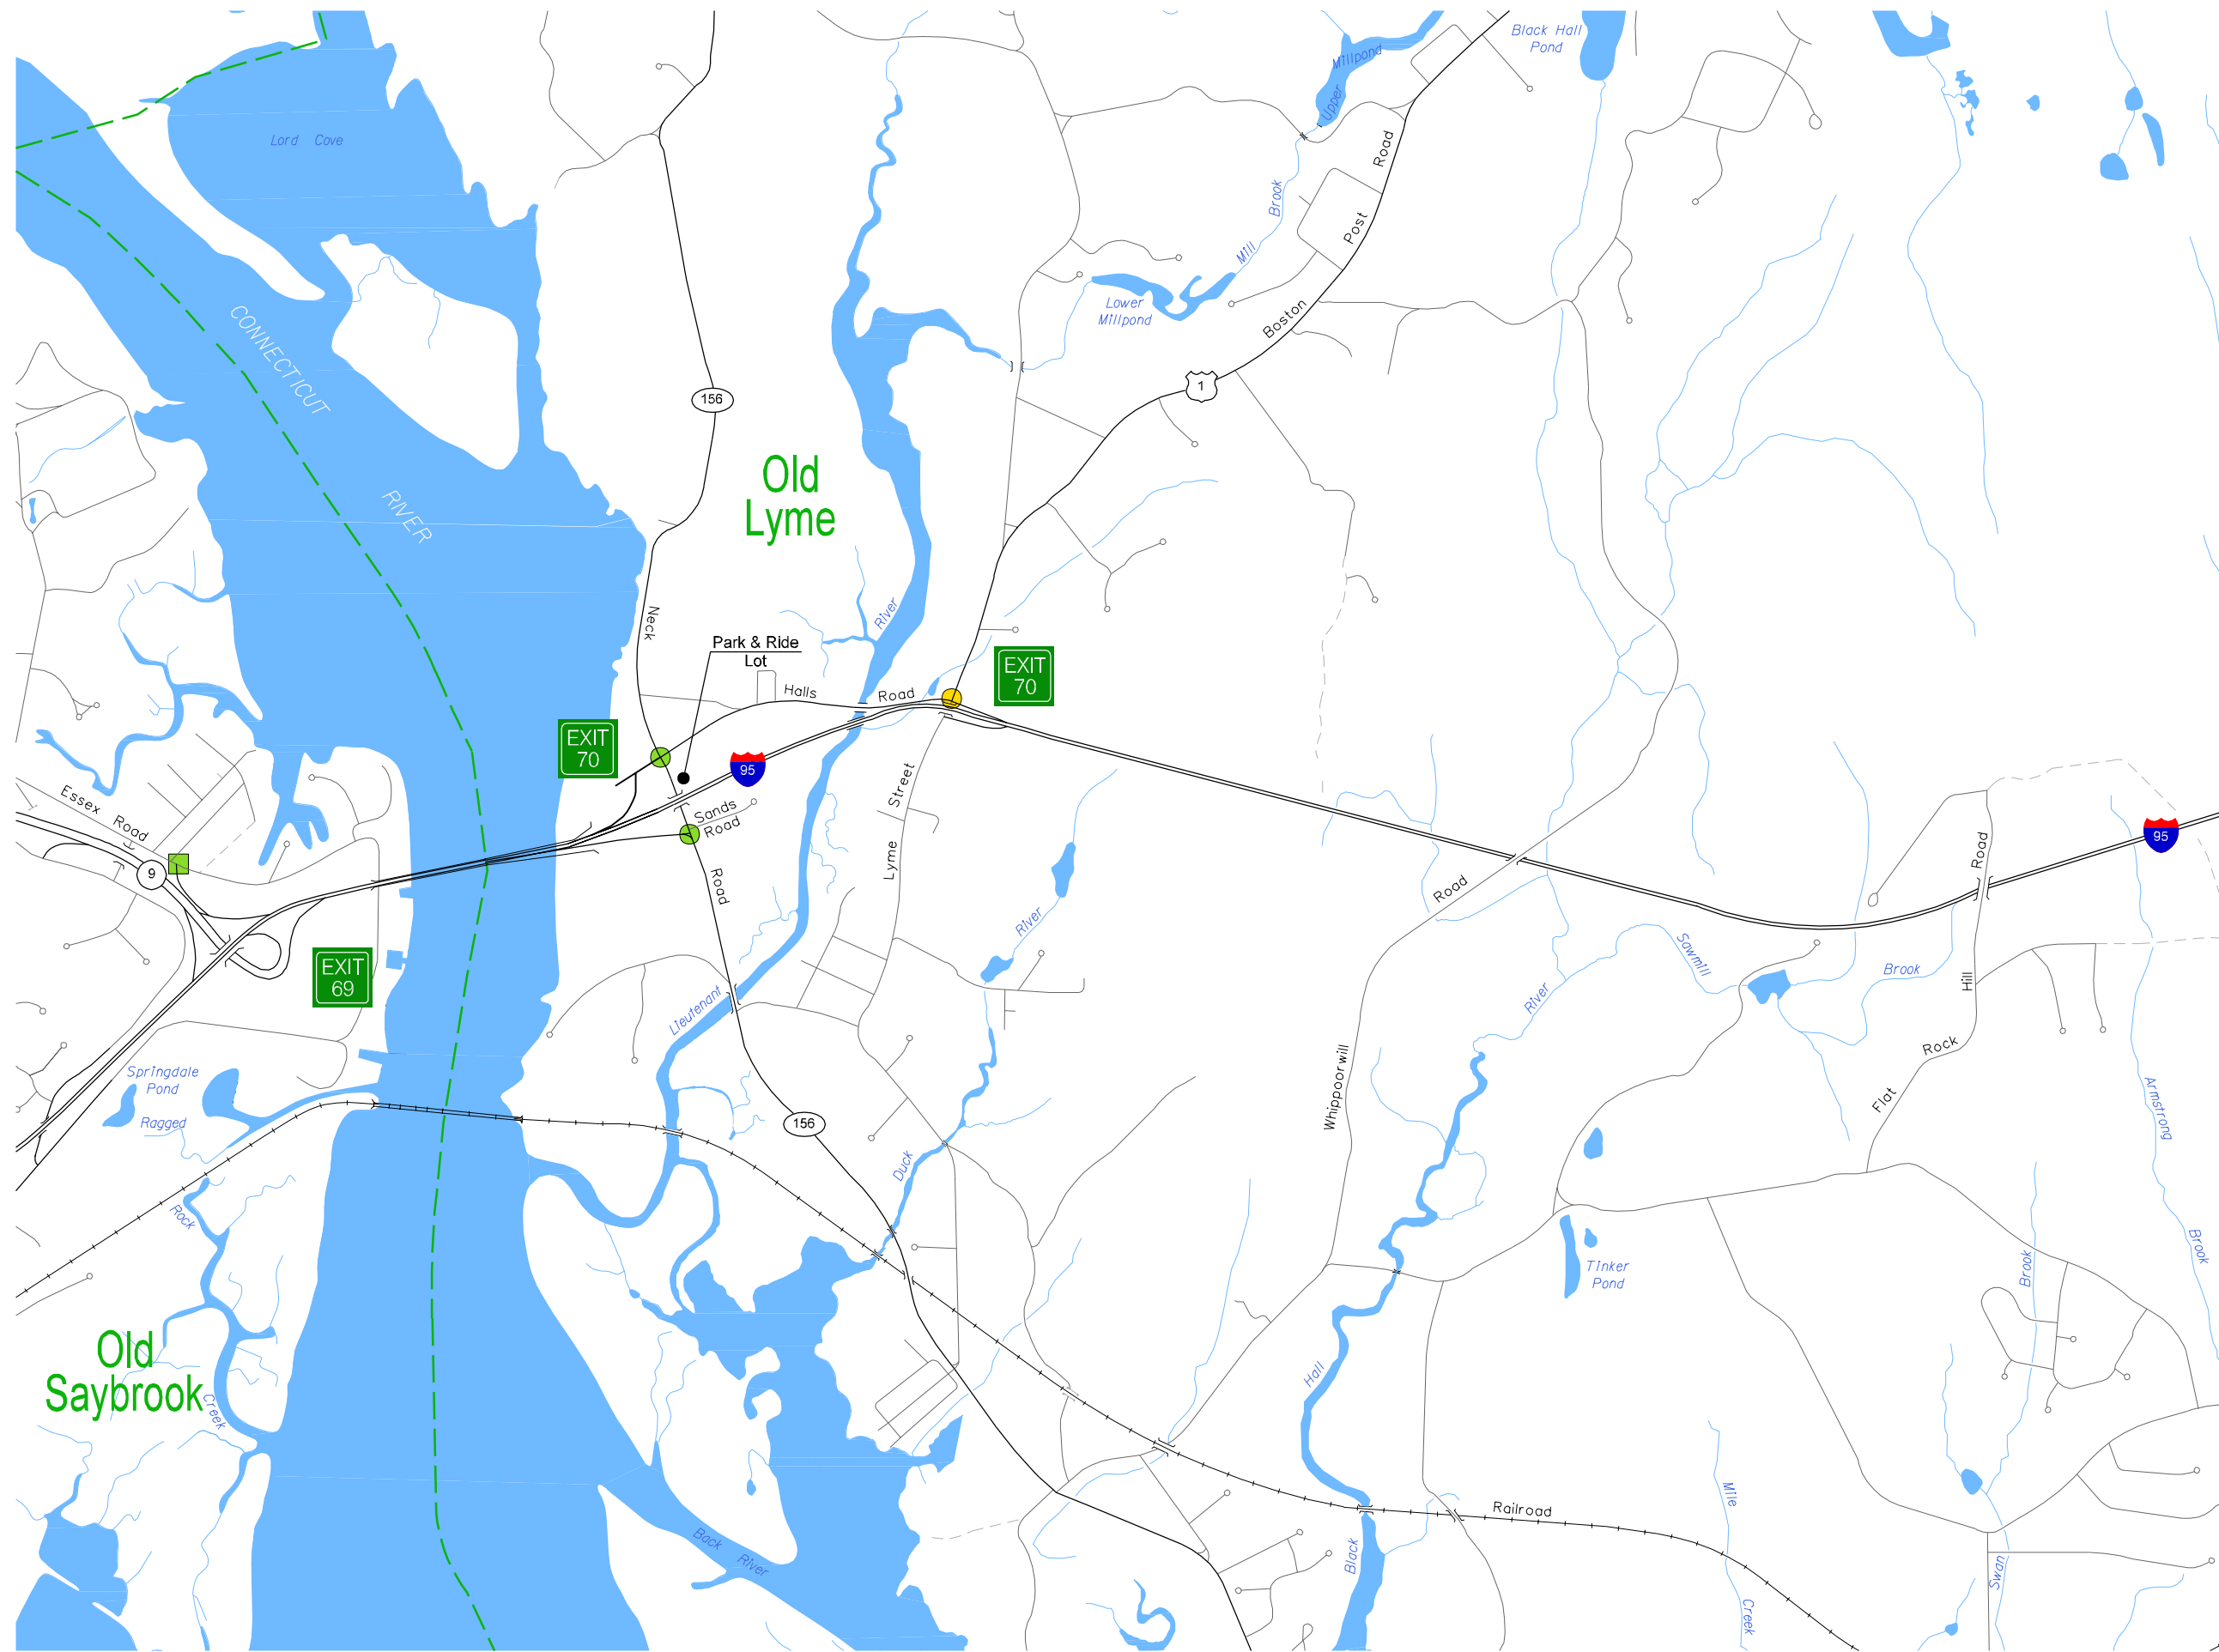 Black Hall
Pond
Upper Millpond
Lord Cove
Road
Brook
Post
Mill
CONNECTICUT
Lower
Millpond
Boston
1
156
Old
Lyme
RIVER
Neck
River
Park & Ride
Lot
EXIT
70
Halls
Road
EXIT
70
95
Street
Essex
Road
Sands
Road
95
Road
9
Lyme
Road
Road
River
Sawmill
Brook
EXIT
69
Hill
Lieutenant
River
Rock
Springdale
Pond
Whippoorwill
Flat
Armstrong
Ragged
156
Duck
Rock
Brook
Tinker
Pond
Brook
Old
Saybrook
Hall
Creek
Railroad
Mile
Back
River
Black
Swan
Creek